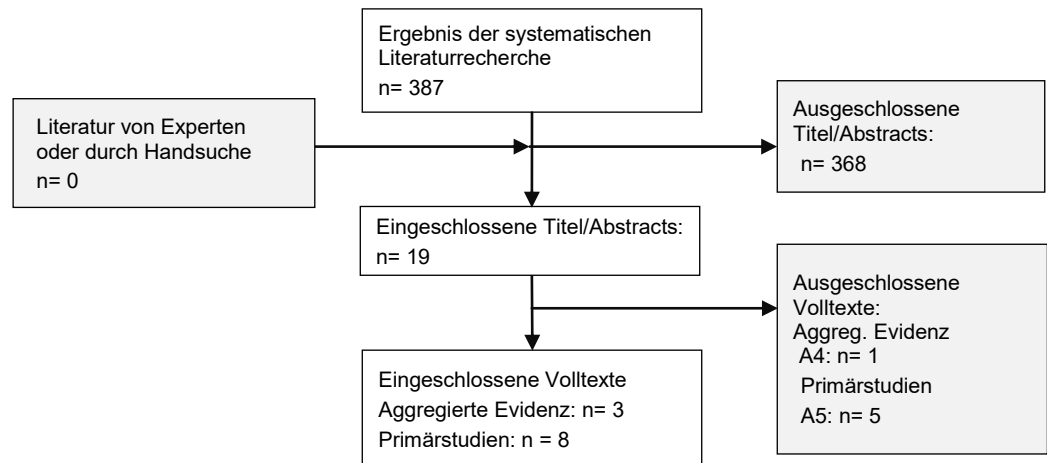 Ergebnis der systematischen
Literaturrecherche
n= 387
Literatur von Experten
oder durch Handsuche
n= 0
Ausgeschlossene
Titel/Abstracts:
n = 368
Eingeschlossene Titel/Abstracts:
n= 19
Ausgeschlossene
Volltexte:
Aggreg. Evidenz
A4: n= 1
Primärstudien
A5: n= 5
Eingeschlossene Volltexte
Aggregierte Evidenz: n= 3
Primärstudien: n = 8